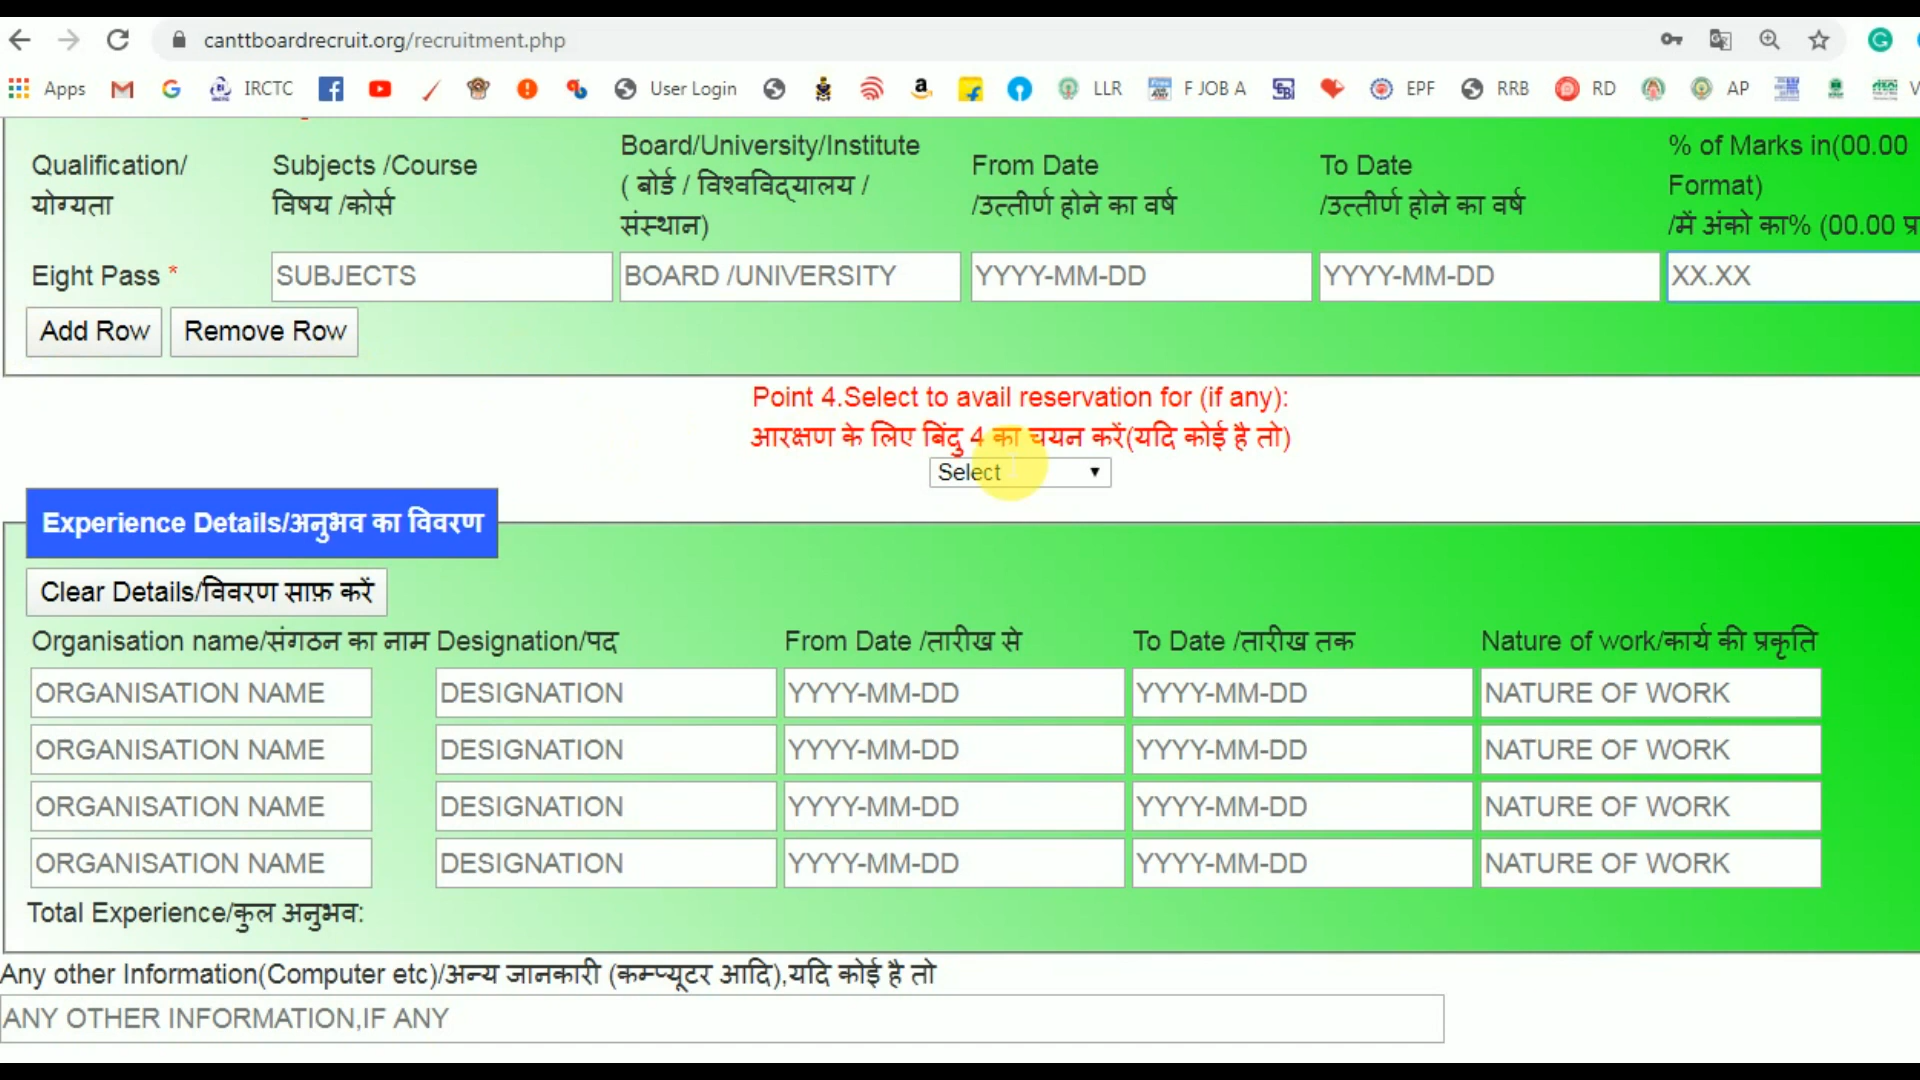 canttboardrecruit.org/recruitment.php
Apps IRCTC User Login LLR F JOB A EPF RRB RD AP
Qualification/
योग्यता
Subjects /Course
विषय /कोर्स
Board/University/Institute
( बोर्ड / विश्वविद्यालय /
संस्थान)
From Date
/उत्तीर्ण होने का वर्ष
To Date
/उत्तीर्ण होने का वर्ष
% of Marks in(00.00
Format)
/में अंको का% (00.00
Eight Pass * SUBJECTS BOARD /UNIVERSITY YYYY-MM-DD YYYY-MM-DD XX.XX
Add Row Remove Row
Point 4.Select to avail reservation for (if any):
आरक्षण के लिए बिंदु 4 का चयन करें(यदि कोई है तो)
Select
Experience Details/अनुभव का विवरण
Clear Details/विवरण साफ़ करें
Organisation name/संगठन का नाम Designation/पद From Date /तारीख से To Date /तारीख तक Nature of work/कार्य की प्रकृति
ORGANISATION NAME DESIGNATION YYYY-MM-DD YYYY-MM-DD NATURE OF WORK
ORGANISATION NAME DESIGNATION YYYY-MM-DD YYYY-MM-DD NATURE OF WORK
ORGANISATION NAME DESIGNATION YYYY-MM-DD YYYY-MM-DD NATURE OF WORK
ORGANISATION NAME DESIGNATION YYYY-MM-DD YYYY-MM-DD NATURE OF WORK
Total Experience/कुल अनुभव:
Any other Information(Computer etc)/अन्य जानकारी (कम्प्यूटर आदि),यदि कोई है तो
ANY OTHER INFORMATION,IF ANY